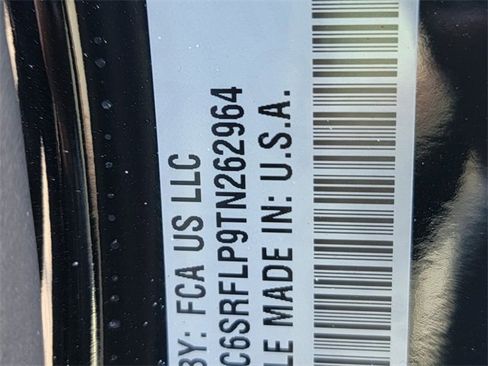 BY: FCA US LLC
C6SRFLP9TN262964
LE MADE IN: U.S.A.